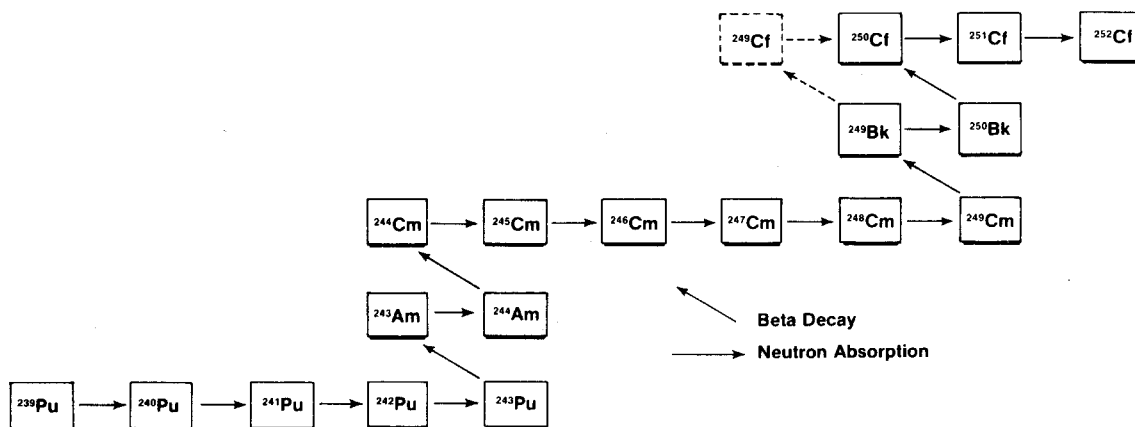 ²⁴⁹Cf ²⁵⁰Cf ²⁵¹Cf ²⁵²Cf
²⁴⁹Bk ²⁵⁰Bk
²⁴⁴Cm ²⁴⁵Cm ²⁴⁶Cm ²⁴⁷Cm ²⁴⁸Cm ²⁴⁹Cm
²⁴³Am ²⁴⁴Am
Beta Decay
Neutron Absorption
²³⁹Pu ²⁴⁰Pu ²⁴¹Pu ²⁴²Pu ²⁴³Pu